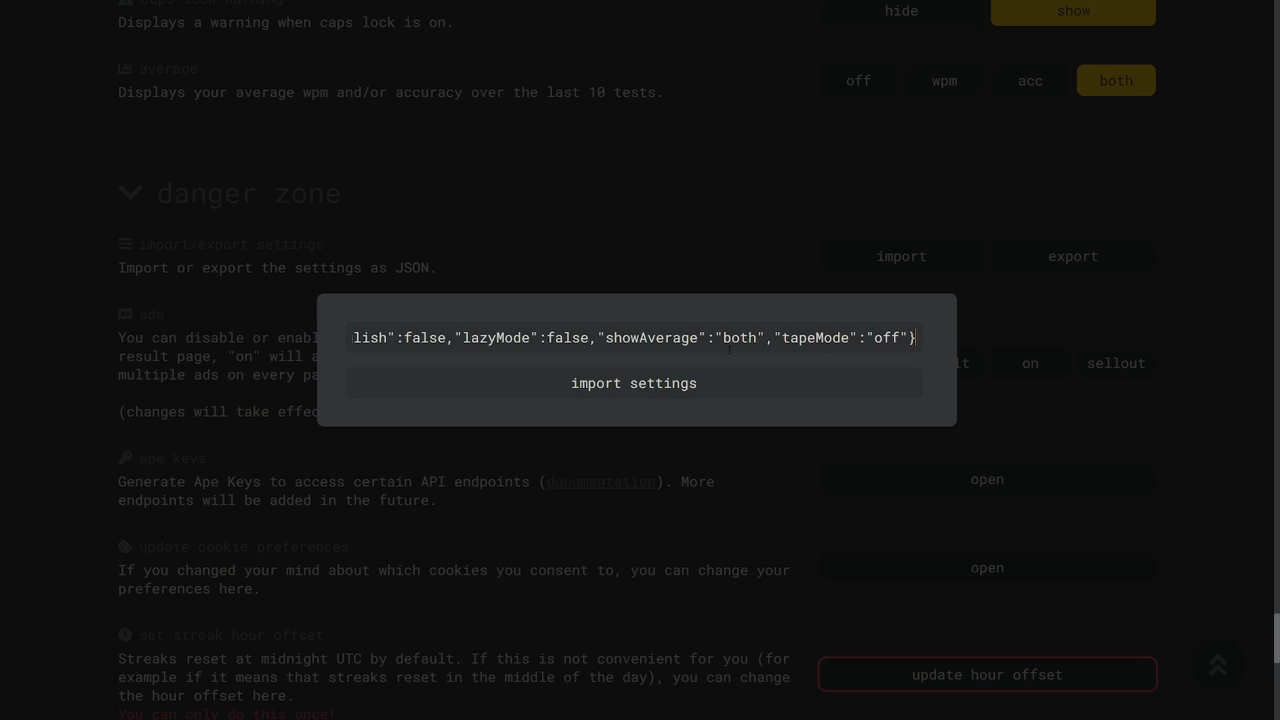 caps lock warning
Displays a warning when caps lock is on.
hide show
average
Displays your average wpm and/or accuracy over the last 10 tests.
off wpm acc both
danger zone
import/export settings
Import or export the settings as JSON.
import export
ads
You can disable or enabl
result page, "on" will a
multiple ads on every pa
(changes will take effec
lt on sellout
lish":false,"lazyMode":false,"showAverage":"both","tapeMode":"off"}
import settings
ape keys
Generate Ape Keys to access certain API endpoints (documentation). More
endpoints will be added in the future.
open
update cookie preferences
If you changed your mind about which cookies you consent to, you can change your
preferences here.
open
set streak hour offset
Streaks reset at midnight UTC by default. If this is not convenient for you (for
example if it means that streaks reset in the middle of the day), you can change
the hour offset here.
You can only do this once!
update hour offset